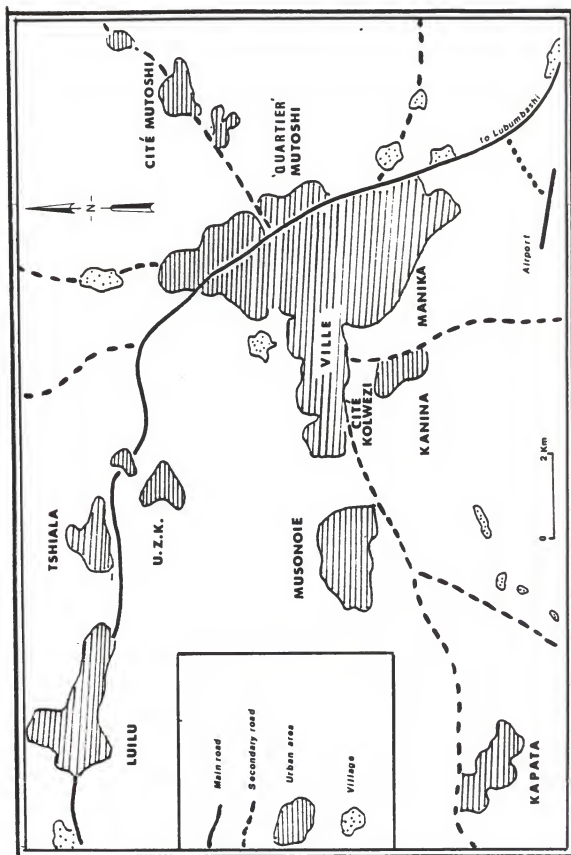 CITÉ MUTOSHI
'QUARTIER'
MUTOSHI
-N-
to Lubumbashi
Airport
VILLE
MANIKA
CITÉ
KOLWEZI
KANINA
TSHIALA
U.Z.K.
MUSONOIE
LUILU
KAPATA
0 2 Km
Main road
Secondary road
Urban area
Village